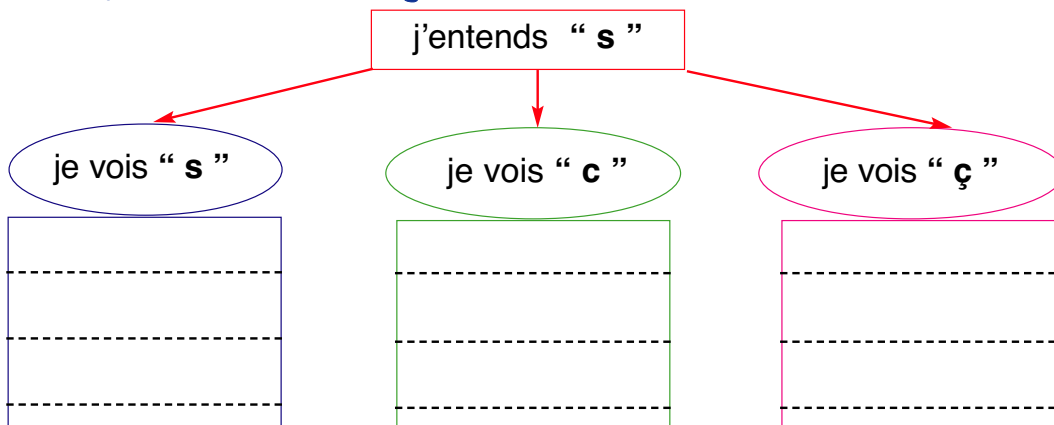 j'entends “ s ”
je vois “ s ”
je vois “ c ”
je vois “ ç ”